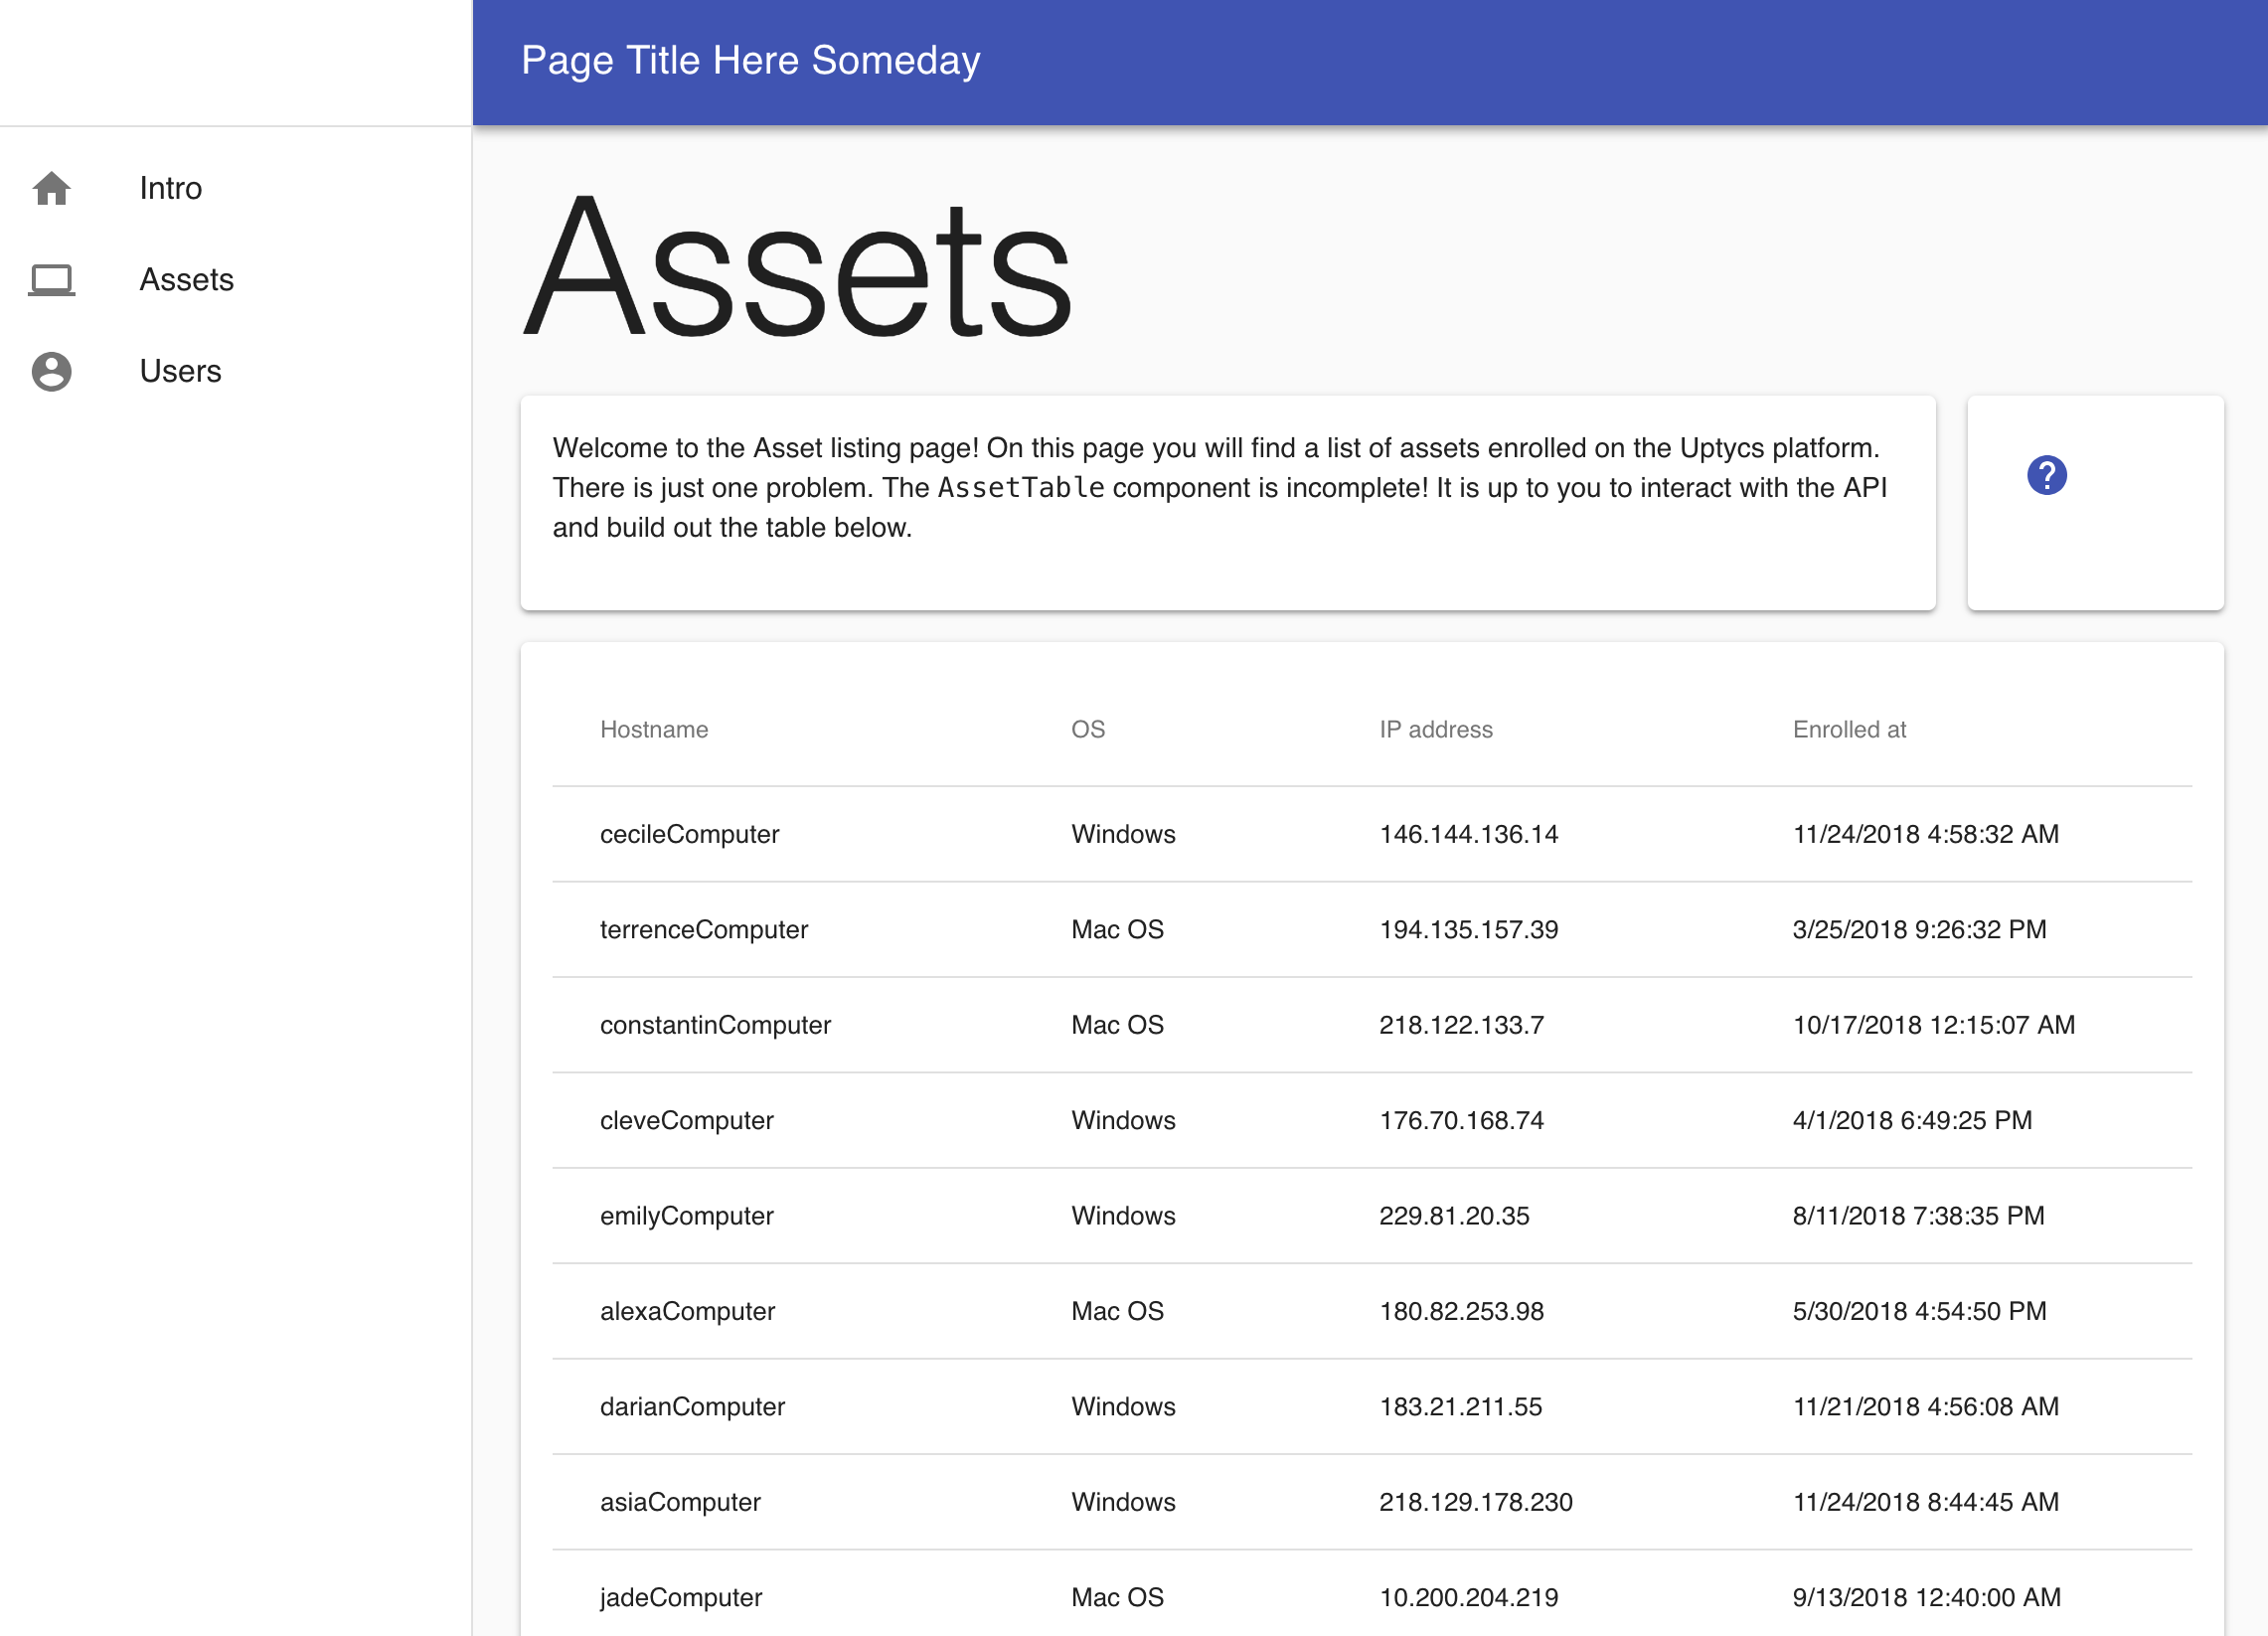 Page Title Here Someday
Intro
Assets
Users
Assets
Welcome to the Asset listing page! On this page you will find a list of assets enrolled on the Uptycs platform.
There is just one problem. The AssetTable component is incomplete! It is up to you to interact with the API
and build out the table below.
?
Hostname OS IP address Enrolled at
cecileComputer Windows 146.144.136.14 11/24/2018 4:58:32 AM
terrenceComputer Mac OS 194.135.157.39 3/25/2018 9:26:32 PM
constantinComputer Mac OS 218.122.133.7 10/17/2018 12:15:07 AM
cleveComputer Windows 176.70.168.74 4/1/2018 6:49:25 PM
emilyComputer Windows 229.81.20.35 8/11/2018 7:38:35 PM
alexaComputer Mac OS 180.82.253.98 5/30/2018 4:54:50 PM
darianComputer Windows 183.21.211.55 11/21/2018 4:56:08 AM
asiaComputer Windows 218.129.178.230 11/24/2018 8:44:45 AM
jadeComputer Mac OS 10.200.204.219 9/13/2018 12:40:00 AM